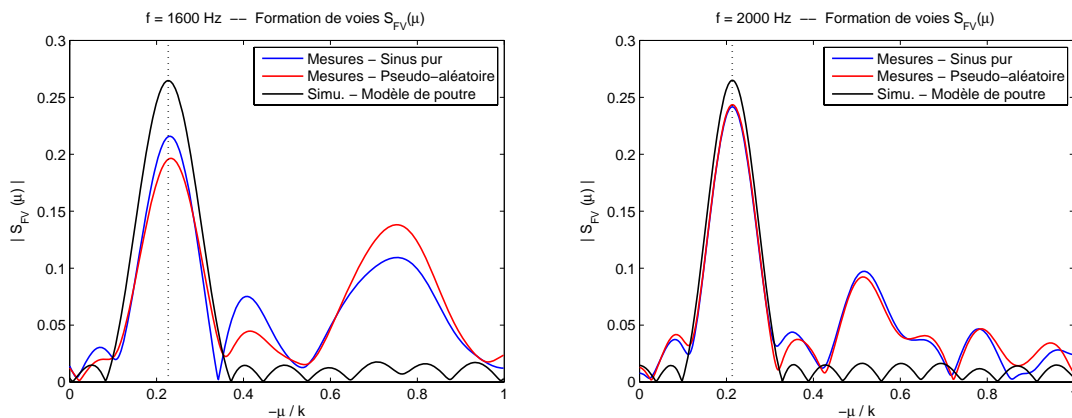 f = 1600 Hz −− Formation de voies S_FV(μ)
0.3
0.25
0.2
0.15
0.1
0.05
0
| S_FV(μ) |
Mesures − Sinus pur
Mesures − Pseudo−aléatoire
Simu. − Modèle de poutre
0 0.2 0.4 0.6 0.8 1
−μ / k
f = 2000 Hz −− Formation de voies S_FV(μ)
0.3
0.25
0.2
0.15
0.1
0.05
0
| S_FV(μ) |
Mesures − Sinus pur
Mesures − Pseudo−aléatoire
Simu. − Modèle de poutre
0 0.2 0.4 0.6 0.8 1
−μ / k